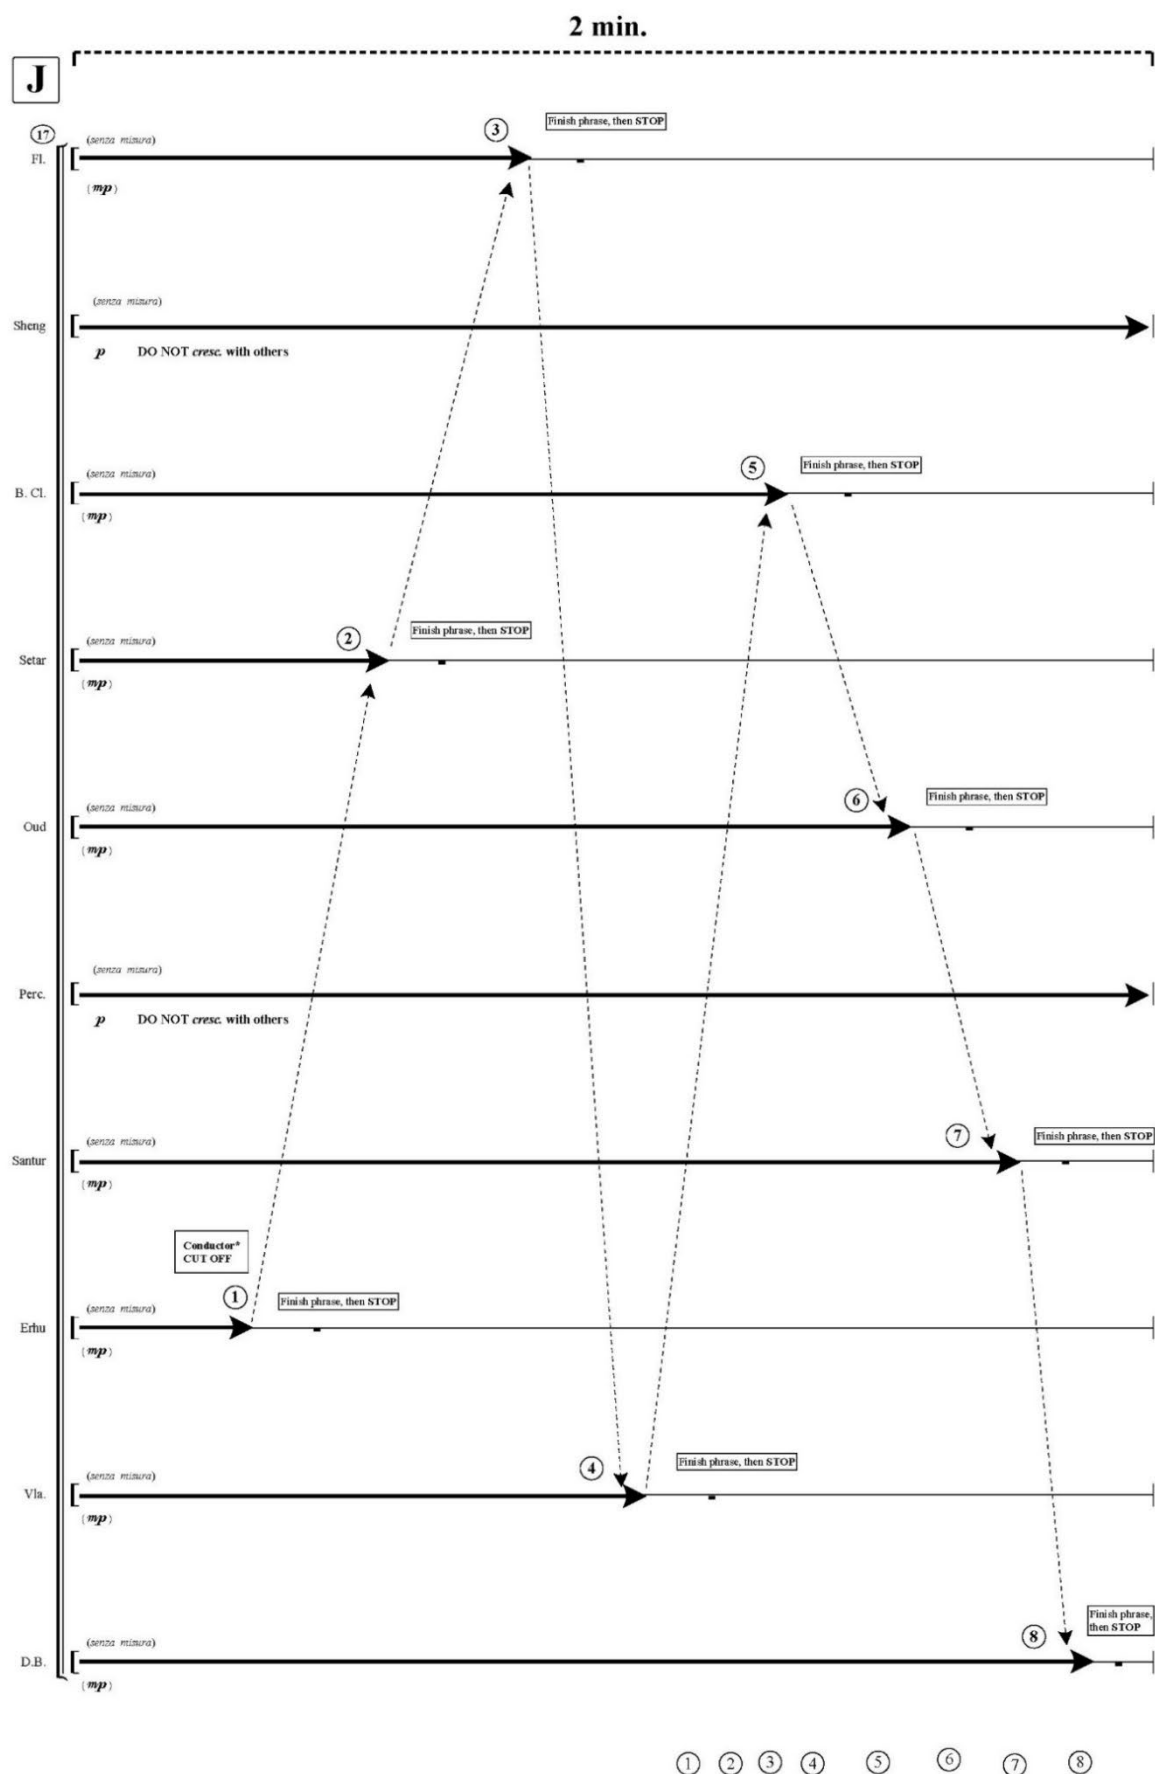 2 min.
J
17
(senza misura)
3
Finish phrase, then STOP
Fl.
(mp)
(senza misura)
Sheng
p DO NOT cresc. with others
(senza misura)
5
Finish phrase, then STOP
B. Cl.
(mp)
(senza misura)
2
Finish phrase, then STOP
Setar
(mp)
(senza misura)
6
Finish phrase, then STOP
Oud
(mp)
(senza misura)
Perc.
p DO NOT cresc. with others
(senza misura)
7
Finish phrase, then STOP
Santur
(mp)
Conductor*
CUT OFF
(senza misura)
1
Finish phrase, then STOP
Erhu
(mp)
(senza misura)
4
Finish phrase, then STOP
Vla.
(mp)
(senza misura)
8
Finish phrase,
then STOP
D.B.
(mp)
1 2 3 4 5 6 7 8